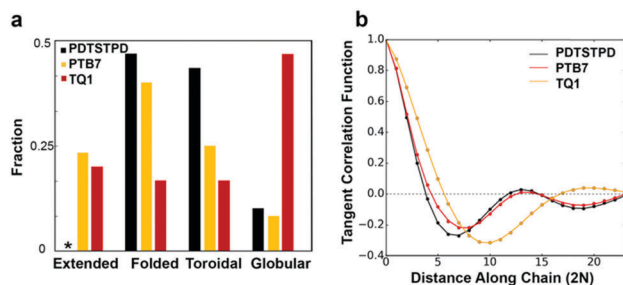 a
0.5
0.25
0
Fraction
PDTSTPD
PTB7
TQ1
*
Extended Folded Toroidal Globular
b
1.0
0.8
0.6
0.4
0.2
0.0
-0.2
-0.4
Tangent Correlation Function
PDTSTPD
PTB7
TQ1
0 5 10 15 20
Distance Along Chain (2N)